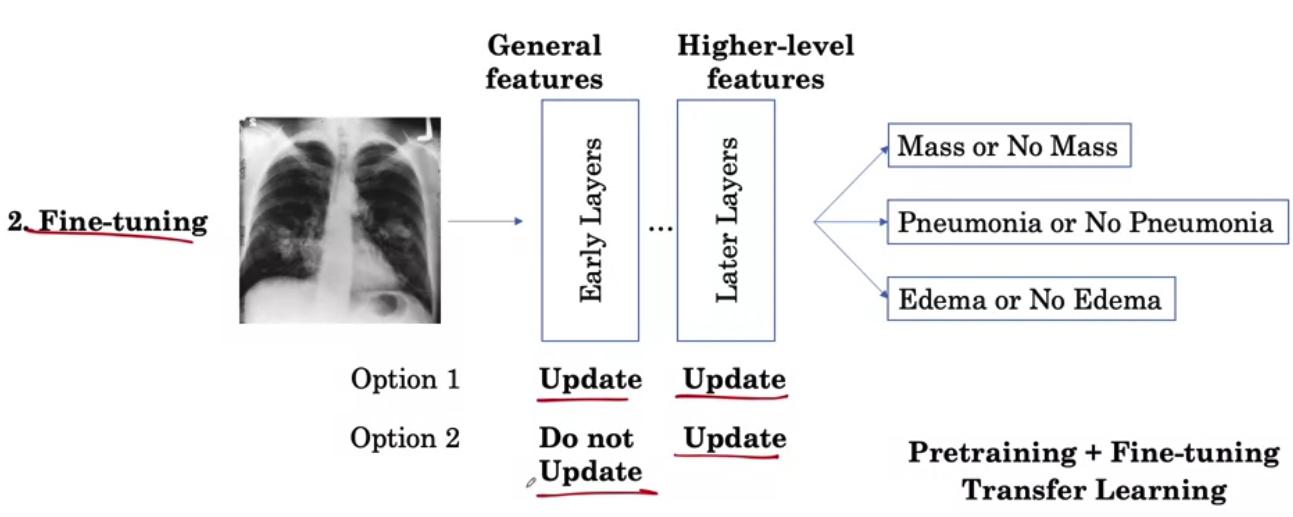 General
features
Higher-level
features
2. Fine-tuning
Early Layers
...
Later Layers
Mass or No Mass
Pneumonia or No Pneumonia
Edema or No Edema
Option 1
Update
Update
Option 2
Do not
Update
Update
Pretraining + Fine-tuning
Transfer Learning